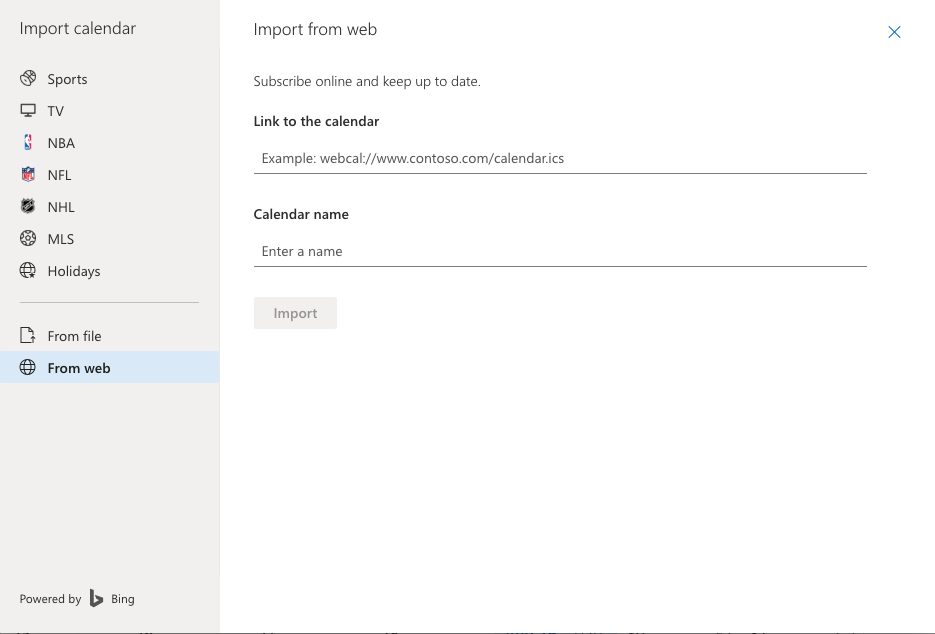 Import calendar
Sports
TV
NBA
NFL
NHL
MLS
Holidays
From file
From web
Powered by Bing
Import from web
Subscribe online and keep up to date.
Link to the calendar
Example: webcal://www.contoso.com/calendar.ics
Calendar name
Enter a name
Import